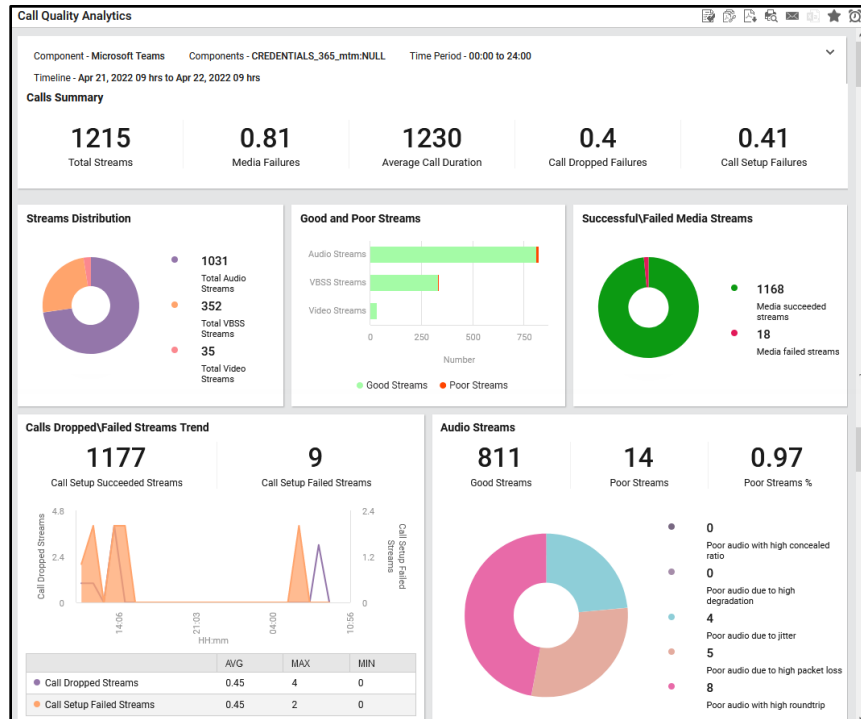 Call Quality Analytics
Component - Microsoft Teams Components - CREDENTIALS_365_mtm:NULL Time Period - 00:00 to 24:00
Timeline - Apr 21, 2022 09 hrs to Apr 22, 2022 09 hrs
Calls Summary
1215 0.81 1230 0.4 0.41
Total Streams Media Failures Average Call Duration Call Dropped Failures Call Setup Failures
Streams Distribution
1031
Total Audio
Streams
352
Total VBSS
Streams
35
Total Video
Streams
Good and Poor Streams
Audio Streams
VBSS Streams
Video Streams
0 250 500 750
Number
Good Streams Poor Streams
Successful\Failed Media Streams
1168
Media succeeded
streams
18
Media failed streams
Calls Dropped\Failed Streams Trend
1177 9
Call Setup Succeeded Streams Call Setup Failed Streams
Call Dropped Streams
4.8
2.4
0
2.4
1.2
0
Call Setup Failed
Streams
14:06 21:03 04:00 10:56
HH:mm
AVG MAX MIN
Call Dropped Streams 0.45 4 0
Call Setup Failed Streams 0.45 2 0
Audio Streams
811 14 0.97
Good Streams Poor Streams Poor Streams %
0
Poor audio with high concealed
ratio
0
Poor audio due to high
degradation
4
Poor audio due to jitter
5
Poor audio due to high packet loss
8
Poor audio with high roundtrip